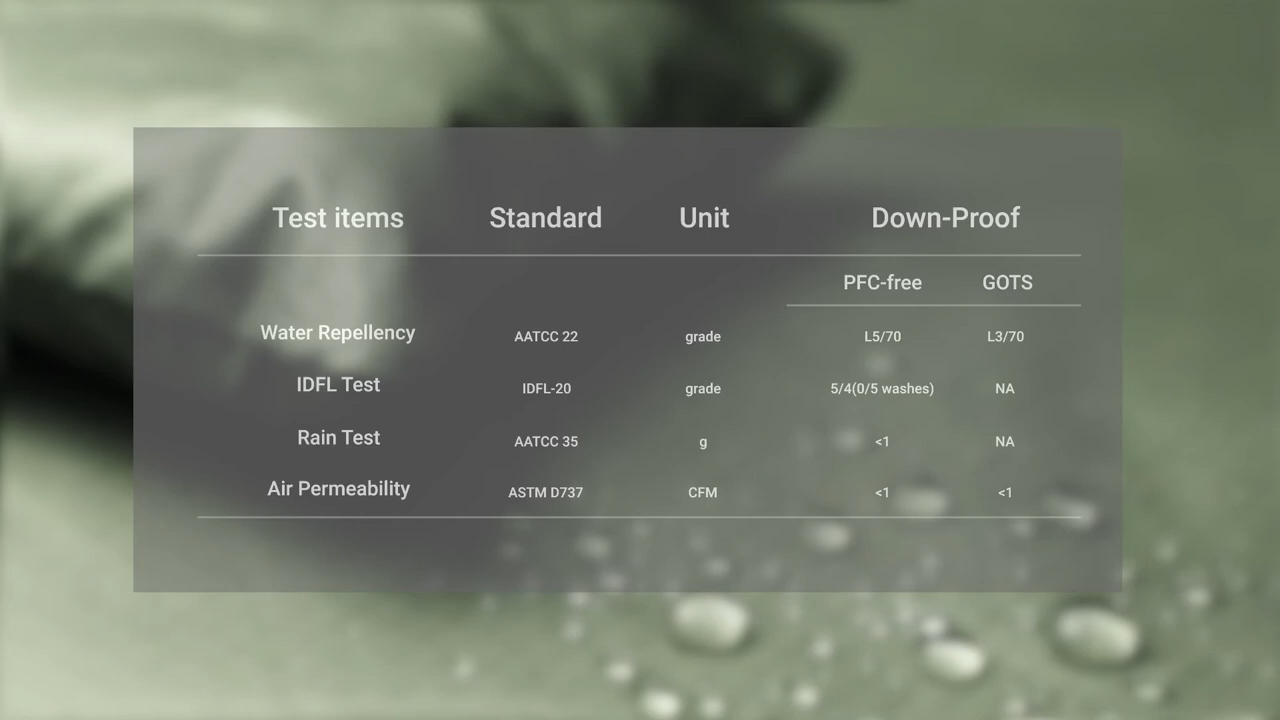 Test items Standard Unit Down-Proof
PFC-free GOTS
Water Repellency AATCC 22 grade L5/70 L3/70
IDFL Test IDFL-20 grade 5/4(0/5 washes) NA
Rain Test AATCC 35 g <1 NA
Air Permeability ASTM D737 CFM <1 <1